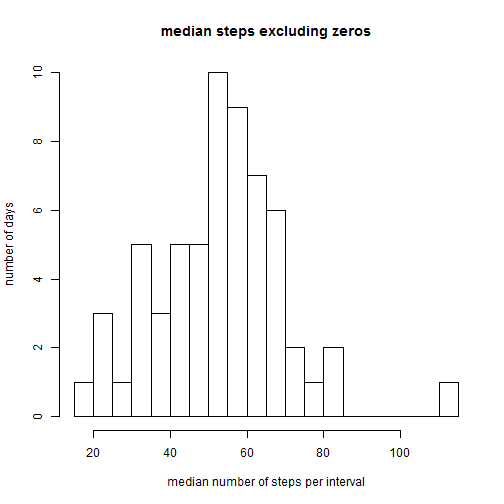 median steps excluding zeros
number of days
10
8
6
4
2
0
20 40 60 80 100
median number of steps per interval